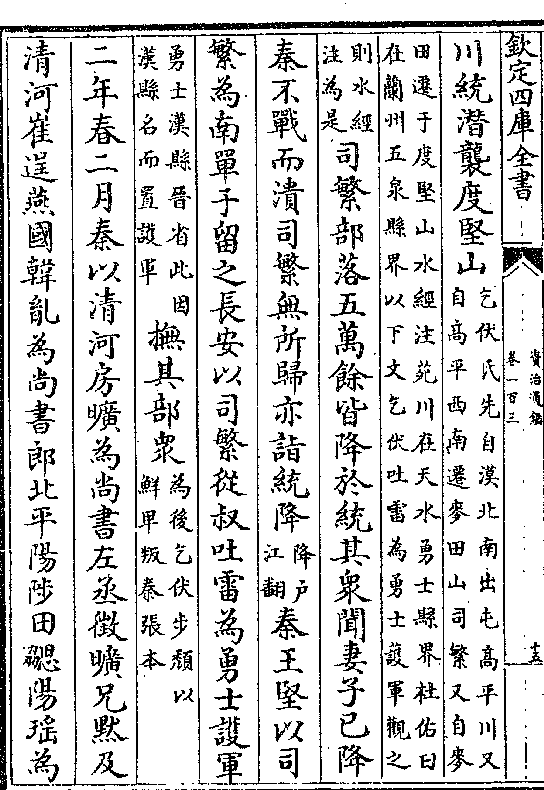 欽定四庫全書
資治通鑑
卷一百三
十五
川統潛襲度堅山乞伏氏先自漠北南出屯高平川又
自高平西南遷麥田山司繁又自麥
田遷于度堅山水經注苑川在天水勇士縣界杜佑曰
在蘭州五泉縣界以下文乞伏吐雷為勇士護軍觀之
則水經
注為是司繁部落五萬餘皆降於統其衆聞妻子已降
秦不戰而潰司繁無所歸亦詣統降降户
江翻秦王堅以司
繁為南單于留之長安以司繁從叔吐雷為勇士護軍
勇士漢縣晉省此因
漢縣名而置護軍撫其部衆為後乞伏步頹以
鮮卑叛秦張本
二年春二月秦以清河房曠為尚書左丞徵曠兄默及
清河崔逞燕國韓胤為尚書郎北平陽陟田勰陽瑶為